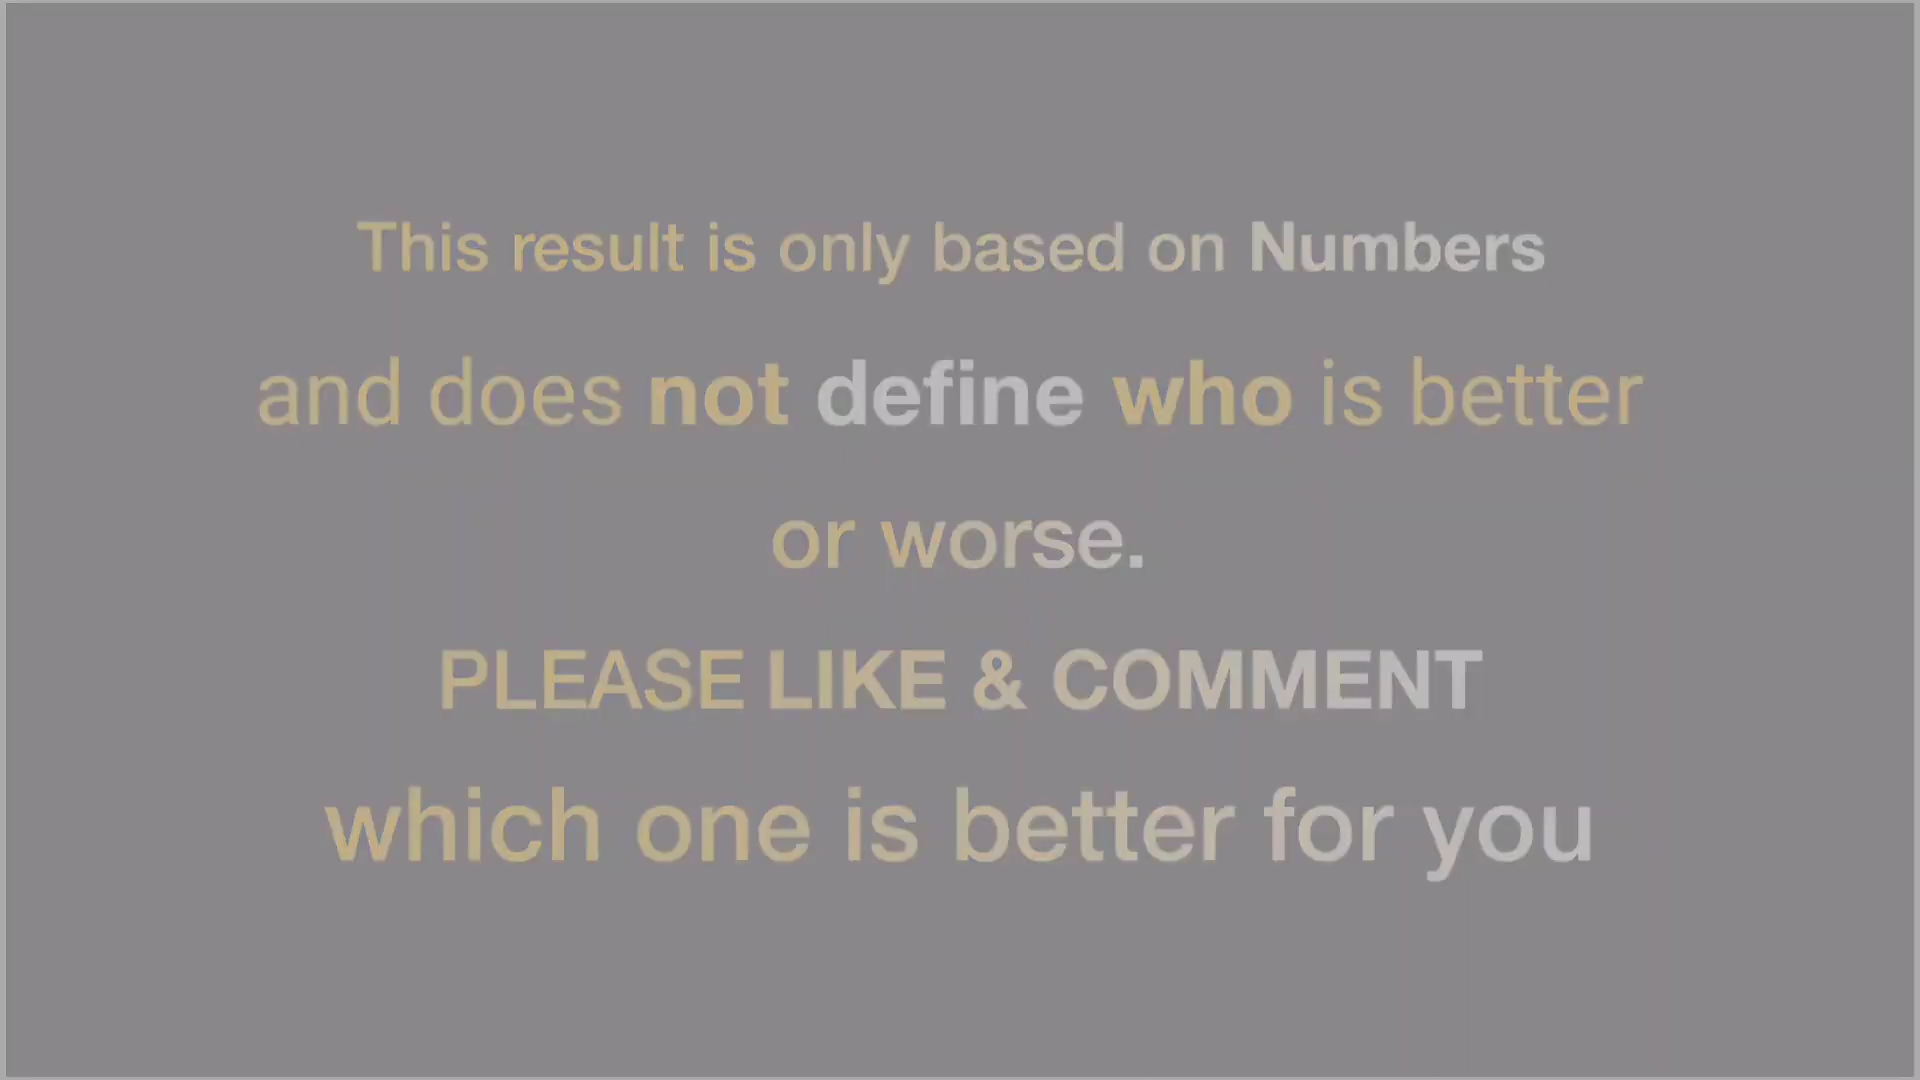 This result is only based on Numbers
and does not define who is better
or worse.
PLEASE LIKE & COMMENT
which one is better for you